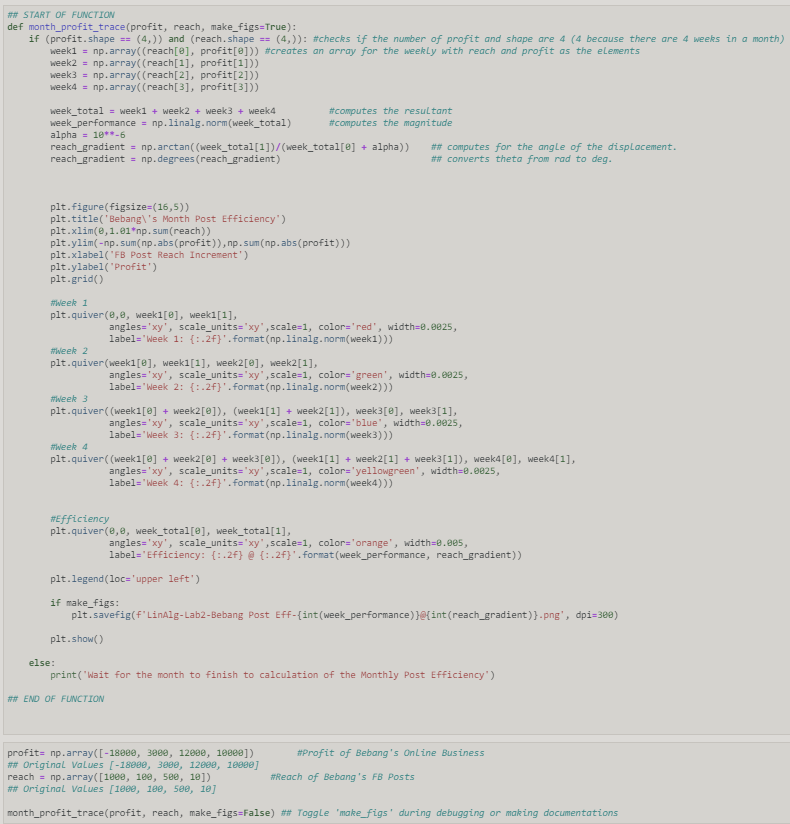 ## START OF FUNCTION
def month_profit_trace(profit, reach, make_figs=True):
    if (profit.shape == (4,)) and (reach.shape == (4,)): #checks if the number of profit and shape are 4 (4 because there are 4 weeks in a month)
        week1 = np.array((reach[0], profit[0])) #creates an array for the weekly with reach and profit as the elements
        week2 = np.array((reach[1], profit[1]))
        week3 = np.array((reach[2], profit[2]))
        week4 = np.array((reach[3], profit[3]))
        week_total = week1 + week2 + week3 + week4         #computes the resultant
        week_performance = np.linalg.norm(week_total)      #computes the magnitude
        alpha = 10**-6
        reach_gradient = np.arctan((week_total[1])/(week_total[0] + alpha))    ## computes for the angle of the displacement.
        reach_gradient = np.degrees(reach_gradient)                            ## converts theta from rad to deg.
        plt.figure(figsize=(16,5))
        plt.title('Bebang\'s Month Post Efficiency')
        plt.xlim(0,1.01*np.sum(reach))
        plt.ylim(-np.sum(np.abs(profit)),np.sum(np.abs(profit)))
        plt.xlabel('FB Post Reach Increment')
        plt.ylabel('Profit')
        plt.grid()
        #Week 1
        plt.quiver(0,0, week1[0], week1[1],
                   angles='xy', scale_units='xy',scale=1, color='red', width=0.0025,
                   label='Week 1: {:.2f}'.format(np.linalg.norm(week1)))
        #Week 2
        plt.quiver(week1[0], week1[1], week2[0], week2[1],
                   angles='xy', scale_units='xy',scale=1, color='green', width=0.0025,
                   label='Week 2: {:.2f}'.format(np.linalg.norm(week2)))
        #Week 3
        plt.quiver((week1[0] + week2[0]), (week1[1] + week2[1]), week3[0], week3[1],
                   angles='xy', scale_units='xy',scale=1, color='blue', width=0.0025,
                   label='Week 3: {:.2f}'.format(np.linalg.norm(week3)))
        #Week 4
        plt.quiver((week1[0] + week2[0] + week3[0]), (week1[1] + week2[1] + week3[1]), week4[0], week4[1],
                   angles='xy', scale_units='xy',scale=1, color='yellowgreen', width=0.0025,
                   label='Week 4: {:.2f}'.format(np.linalg.norm(week4)))
        #Efficiency
        plt.quiver(0,0, week_total[0], week_total[1],
                   angles='xy', scale_units='xy',scale=1, color='orange', width=0.005,
                   label='Efficiency: {:.2f} @ {:.2f}'.format(week_performance, reach_gradient))
        plt.legend(loc='upper left')
        if make_figs:
            plt.savefig(f'LinAlg-Lab2-Bebang Post Eff-{int(week_performance)}@{int(reach_gradient)}.png', dpi=300)
        plt.show()
    else:
        print('Wait for the month to finish to calculation of the Monthly Post Efficiency')
## END OF FUNCTION
profit= np.array([-18000, 3000, 12000, 10000])        #Profit of Bebang's Online Business
## Original Values [-18000, 3000, 12000, 10000]
reach = np.array([1000, 100, 500, 10])           #Reach of Bebang's FB Posts
## Original Values [1000, 100, 500, 10]
month_profit_trace(profit, reach, make_figs=False) ## Toggle 'make_figs' during debugging or making documentations